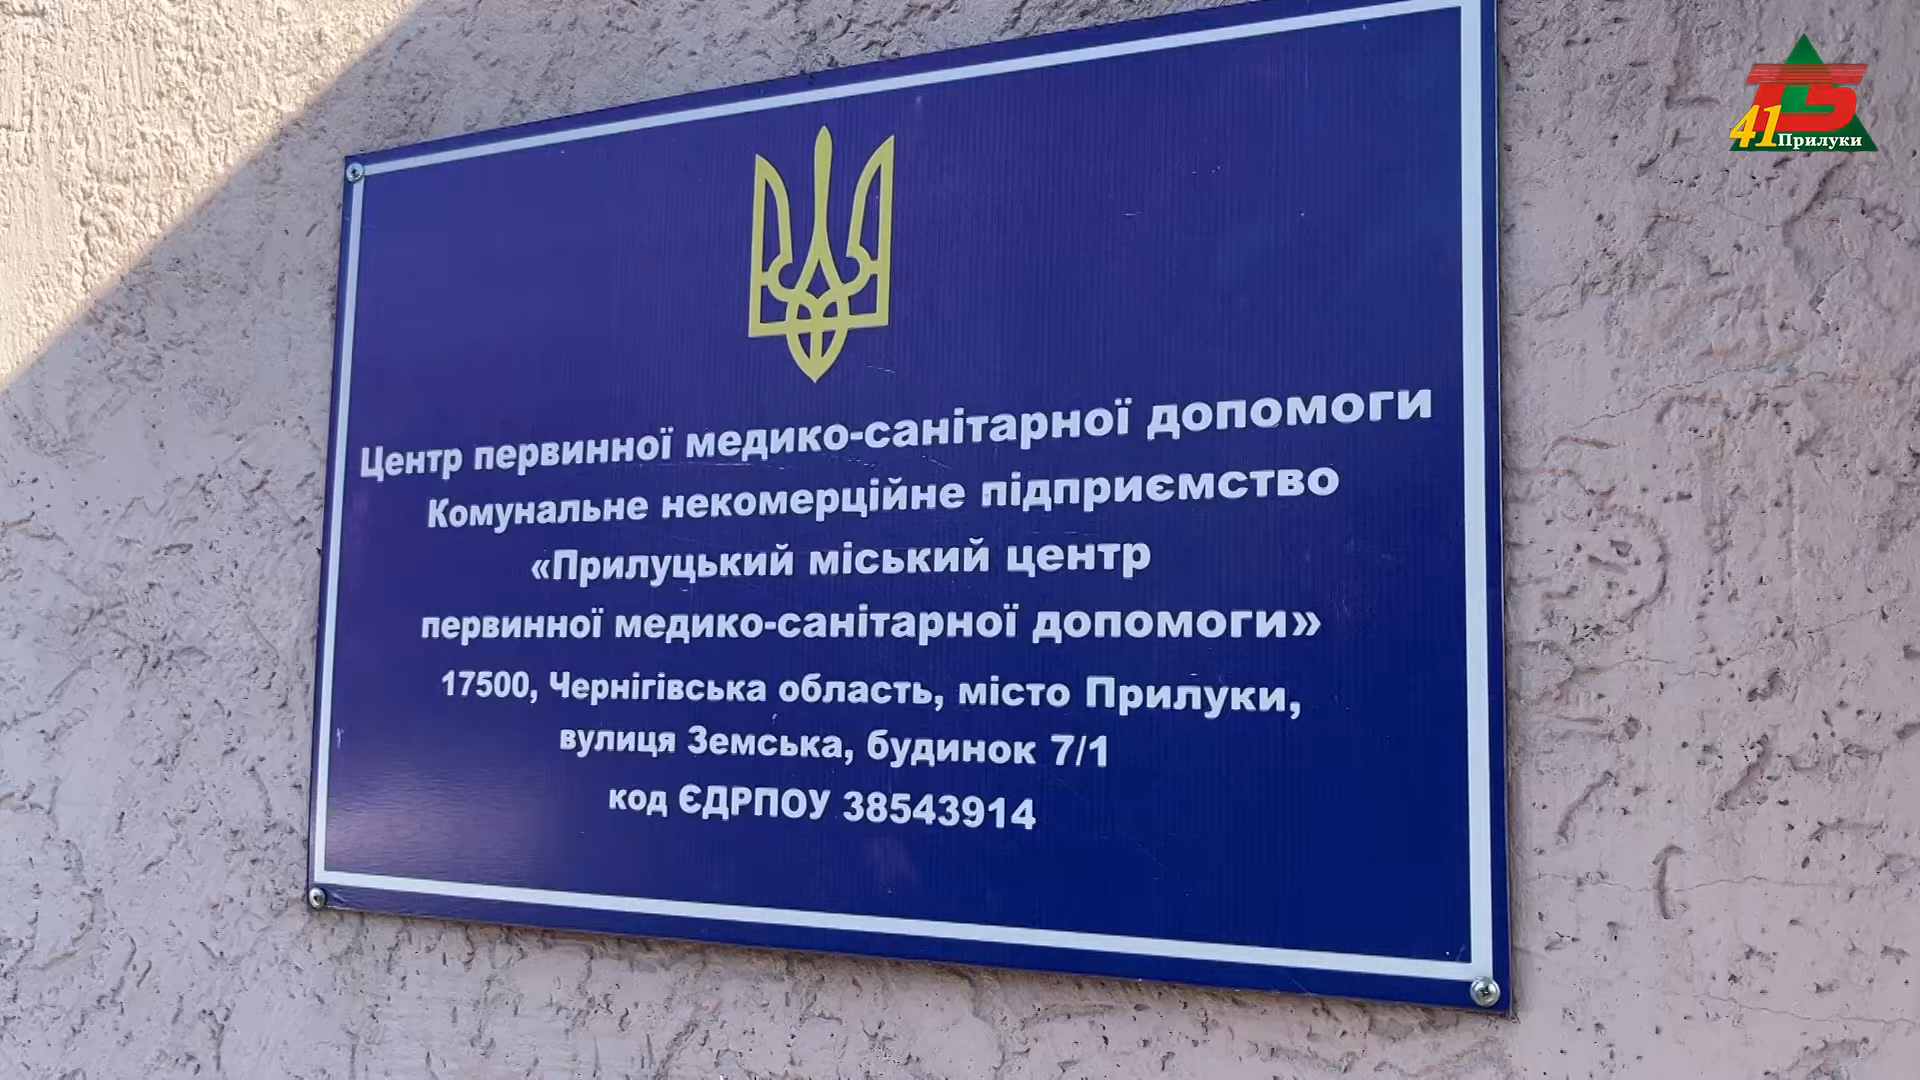 Центр первинної медико-санітарної допомоги
Комунальне некомерційне підприємство
«Прилуцький міський центр
первинної медико-санітарної допомоги»
17500, Чернігівська область, місто Прилуки,
вулиця Земська, будинок 7/1
код ЄДРПОУ 38543914
ТБ
41 Прилуки